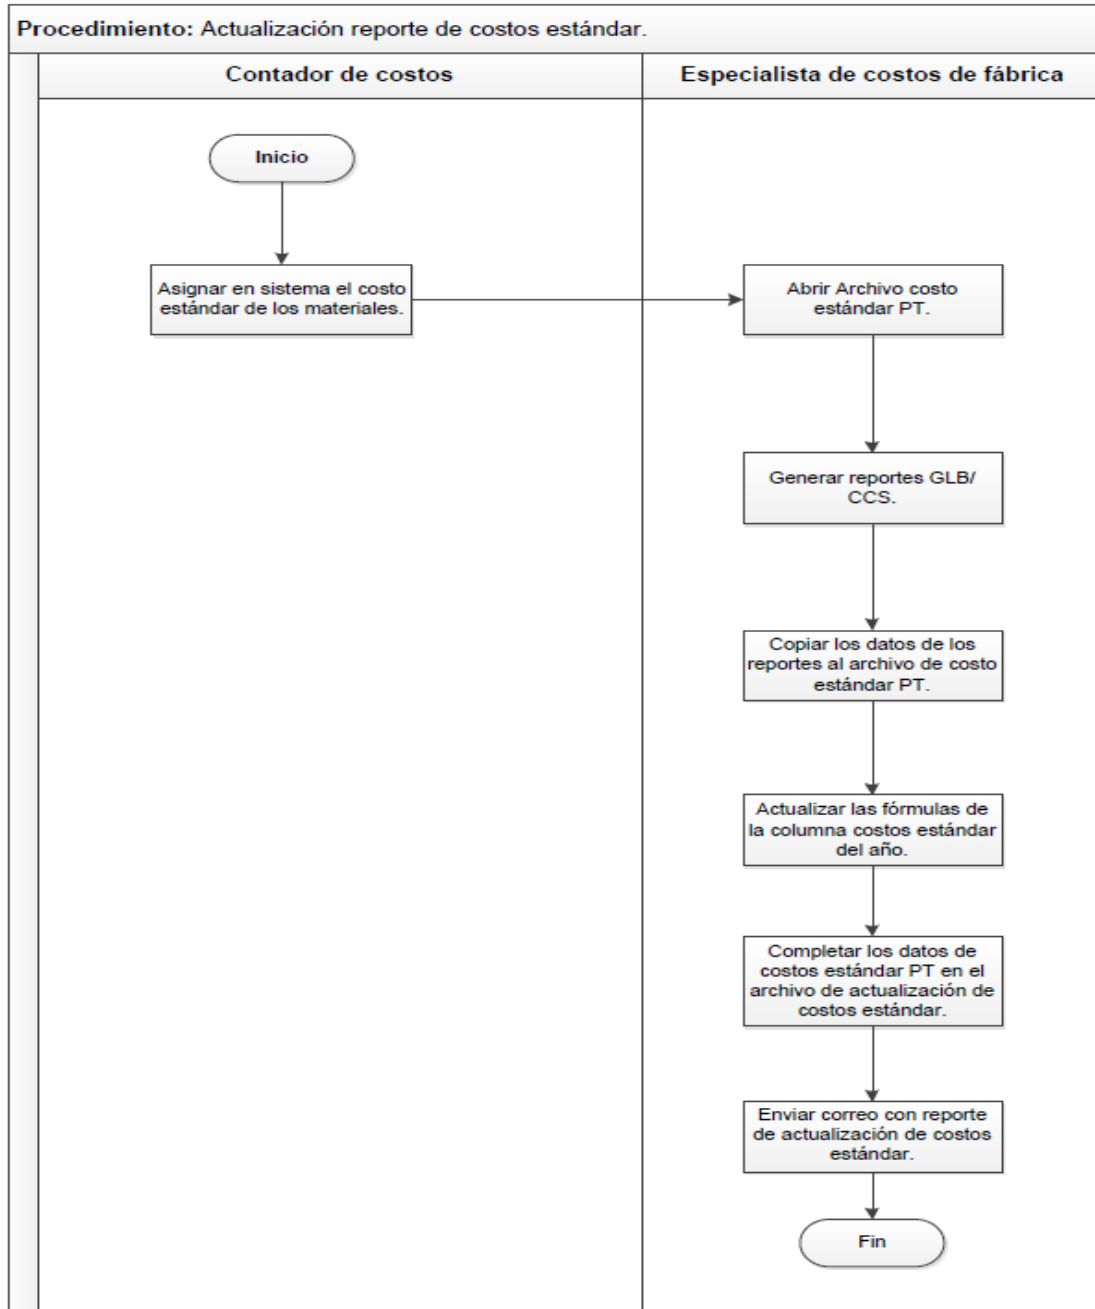 Procedimiento: Actualización reporte de costos estándar.
Contador de costos
Especialista de costos de fábrica
Inicio
Asignar en sistema el costo
estándar de los materiales.
Abrir Archivo costo
estándar PT.
Generar reportes GLB/
CCS.
Copiar los datos de los
reportes al archivo de costo
estándar PT.
Actualizar las fórmulas de
la columna costos estándar
del año.
Completar los datos de
costos estándar PT en el
archivo de actualización de
costos estándar.
Enviar correo con reporte
de actualización de costos
estándar.
Fin